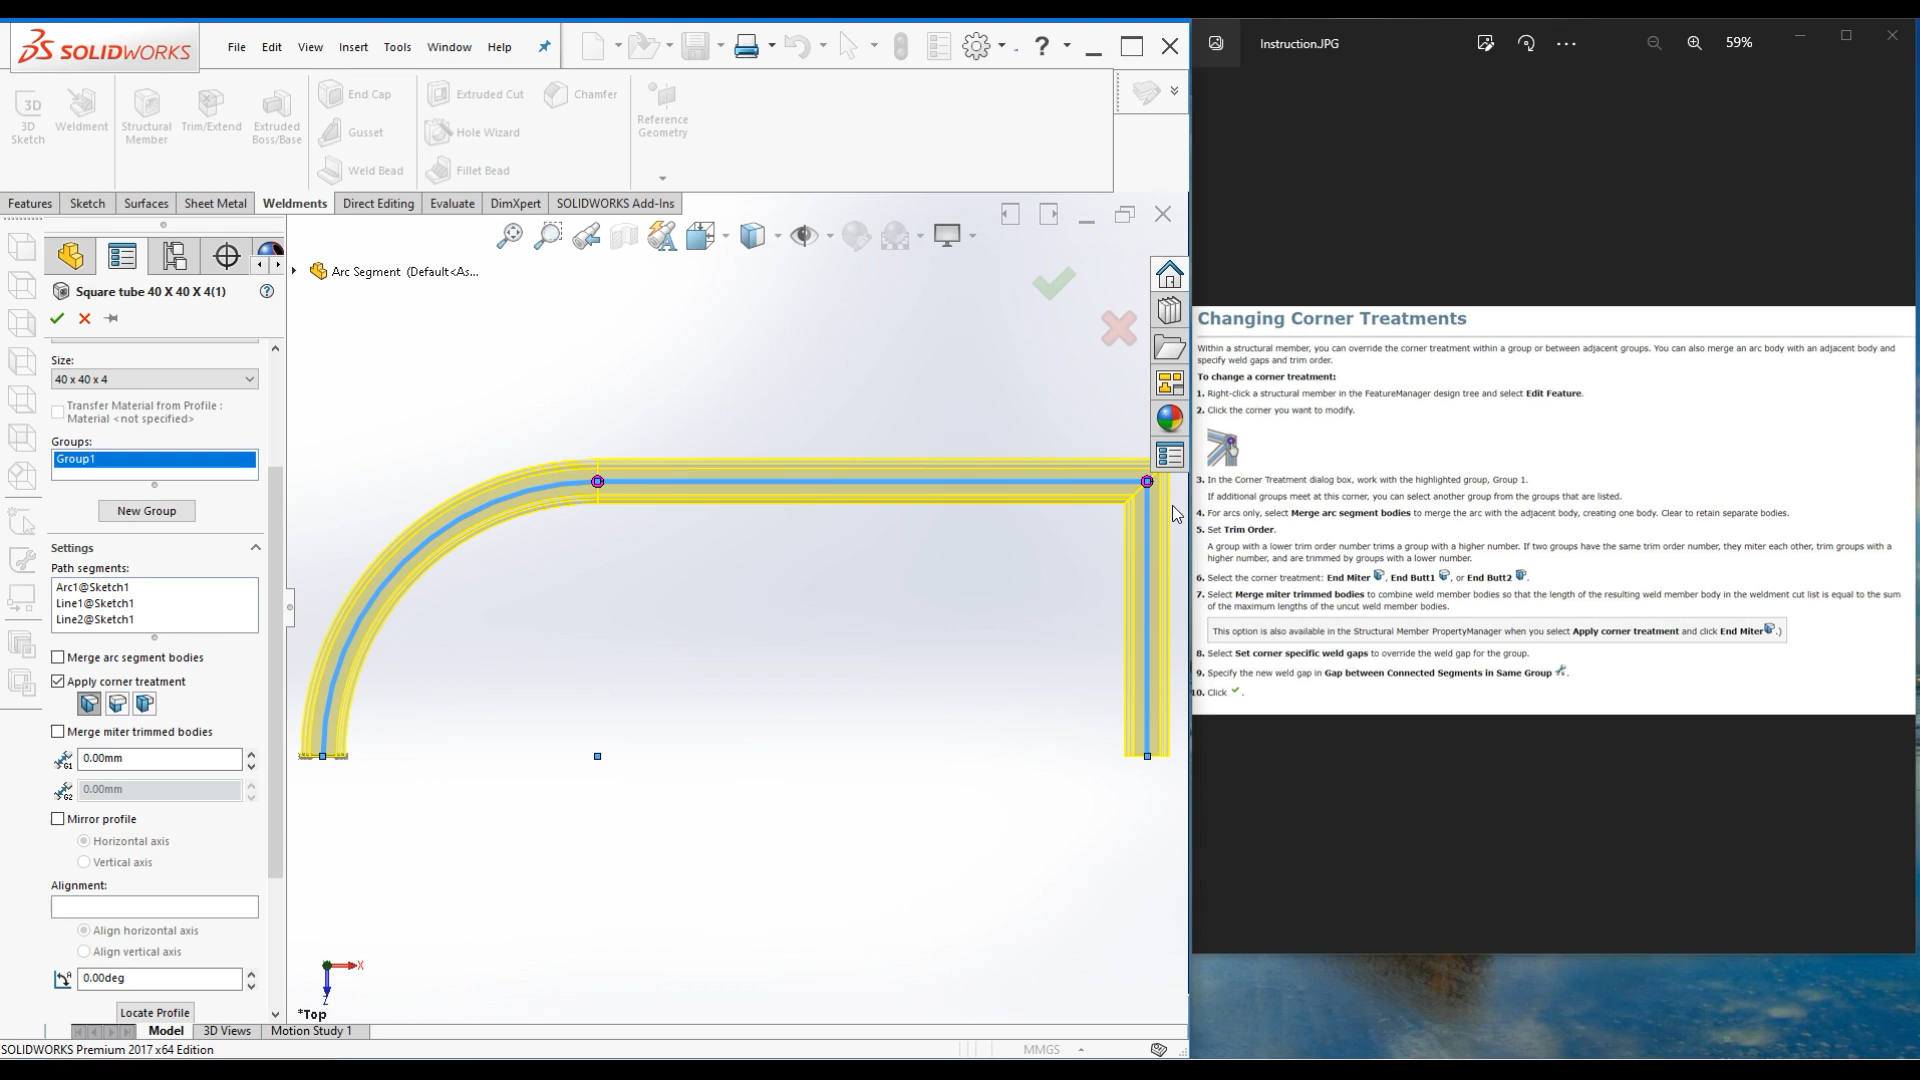 SOLIDWORKS
File Edit View Insert Tools Window Help
?
Instruction.JPG
59%
3D Sketch
Weldment
Structural Member
Trim/Extend
Extruded Boss/Base
End Cap
Gusset
Weld Bead
Extruded Cut
Hole Wizard
Fillet Bead
Chamfer
Reference Geometry
Features Sketch Surfaces Sheet Metal Weldments Direct Editing Evaluate DimXpert SOLIDWORKS Add-Ins
Arc Segment (Default<As...
Square tube 40 X 40 X 4(1)
Size:
40 x 40 x 4
Transfer Material from Profile :
Material <not specified>
Groups:
Group1
New Group
Settings
Path segments:
Arc1@Sketch1
Line1@Sketch1
Line2@Sketch1
Merge arc segment bodies
Apply corner treatment
Merge miter trimmed bodies
G1 0.00mm
G2 0.00mm
Mirror profile
Horizontal axis
Vertical axis
Alignment:
Align horizontal axis
Align vertical axis
0.00deg
Locate Profile
X
Z
*Top
Model 3D Views Motion Study 1
SOLIDWORKS Premium 2017 x64 Edition
MMGS
Changing Corner Treatments
Within a structural member, you can override the corner treatment within a group or between adjacent groups. You can also merge an arc body with an adjacent body and
specify weld gaps and trim order.
To change a corner treatment:
1. Right-click a structural member in the FeatureManager design tree and select Edit Feature.
2. Click the corner you want to modify.
3. In the Corner Treatment dialog box, work with the highlighted group, Group 1.
If additional groups meet at this corner, you can select another group from the groups that are listed.
4. For arcs only, select Merge arc segment bodies to merge the arc with the adjacent body, creating one body. Clear to retain separate bodies.
5. Set Trim Order.
A group with a lower trim order number trims a group with a higher number. If two groups have the same trim order number, they miter each other, trim groups with a
higher number, and are trimmed by groups with a lower number.
6. Select the corner treatment: End Miter , End Butt1 , or End Butt2 .
7. Select Merge miter trimmed bodies to combine weld member bodies so that the length of the resulting weld member body in the weldment cut list is equal to the sum
of the maximum lengths of the uncut weld member bodies.
This option is also available in the Structural Member PropertyManager when you select Apply corner treatment and click End Miter .)
8. Select Set corner specific weld gaps to override the weld gap for the group.
9. Specify the new weld gap in Gap between Connected Segments in Same Group .
10. Click .